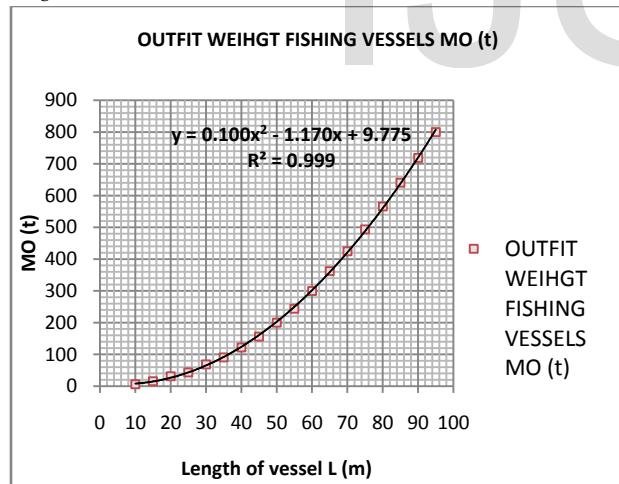 OUTFIT WEIHGT FISHING VESSELS MO (t)
y = 0.100x² - 1.170x + 9.775
R² = 0.999
MO (t)
900
800
700
600
500
400
300
200
100
0
0 10 20 30 40 50 60 70 80 90 100
Length of vessel L (m)
OUTFIT
WEIHGT
FISHING
VESSELS
MO (t)